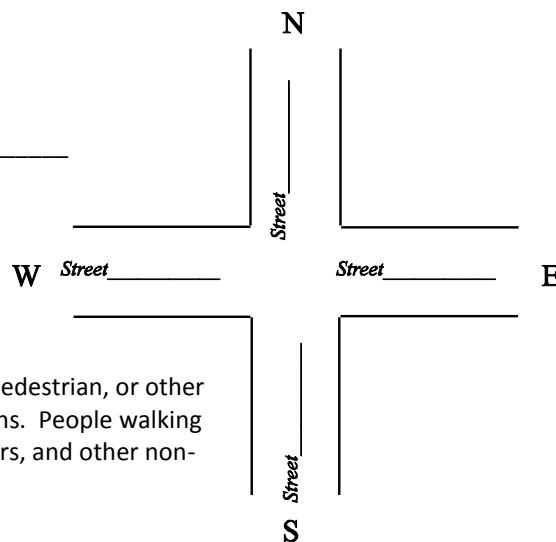 N
Street
W Street Street E
edestrian, or other
ns. People walking
rs, and other non-
Street
S